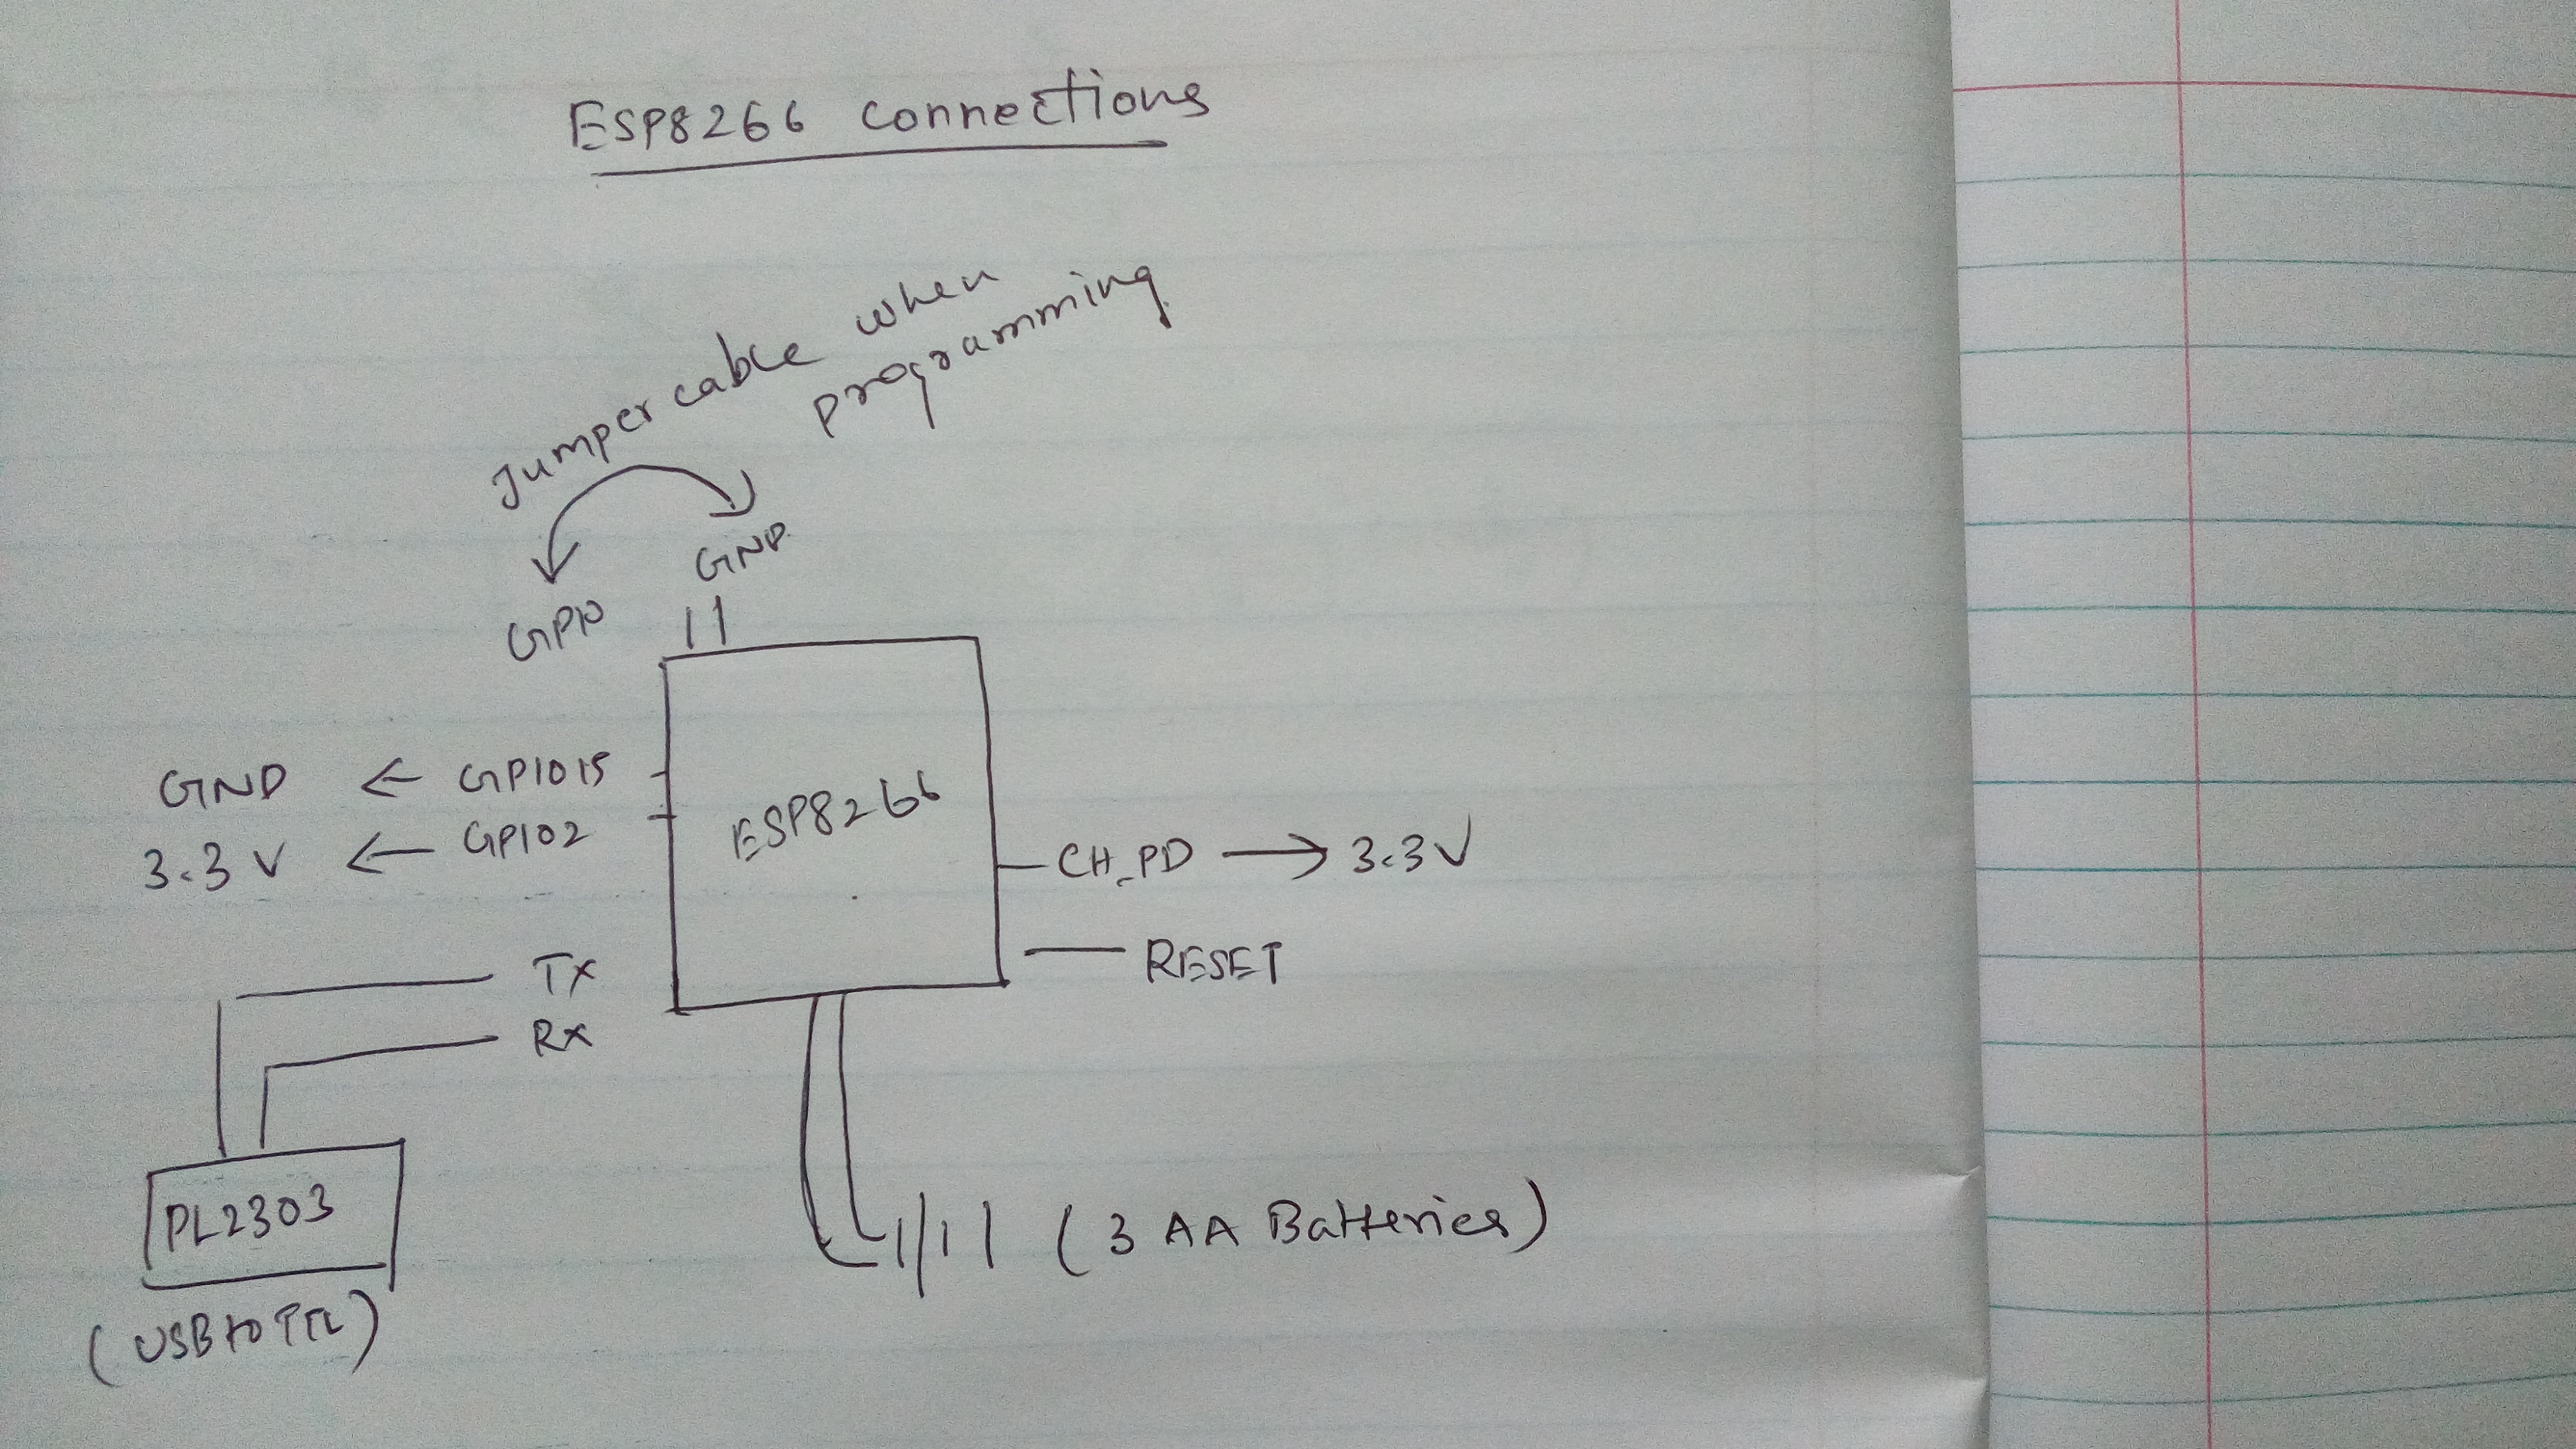 ESP8266 connections
Jumper cable when
programming
GND
GPIO
GND ← GPIO15
3.3 V ← GPIO2
ESP8266
CH_PD → 3.3V
RESET
TX
RX
PL2303
(USB to TTL)
(3 AA Batteries)